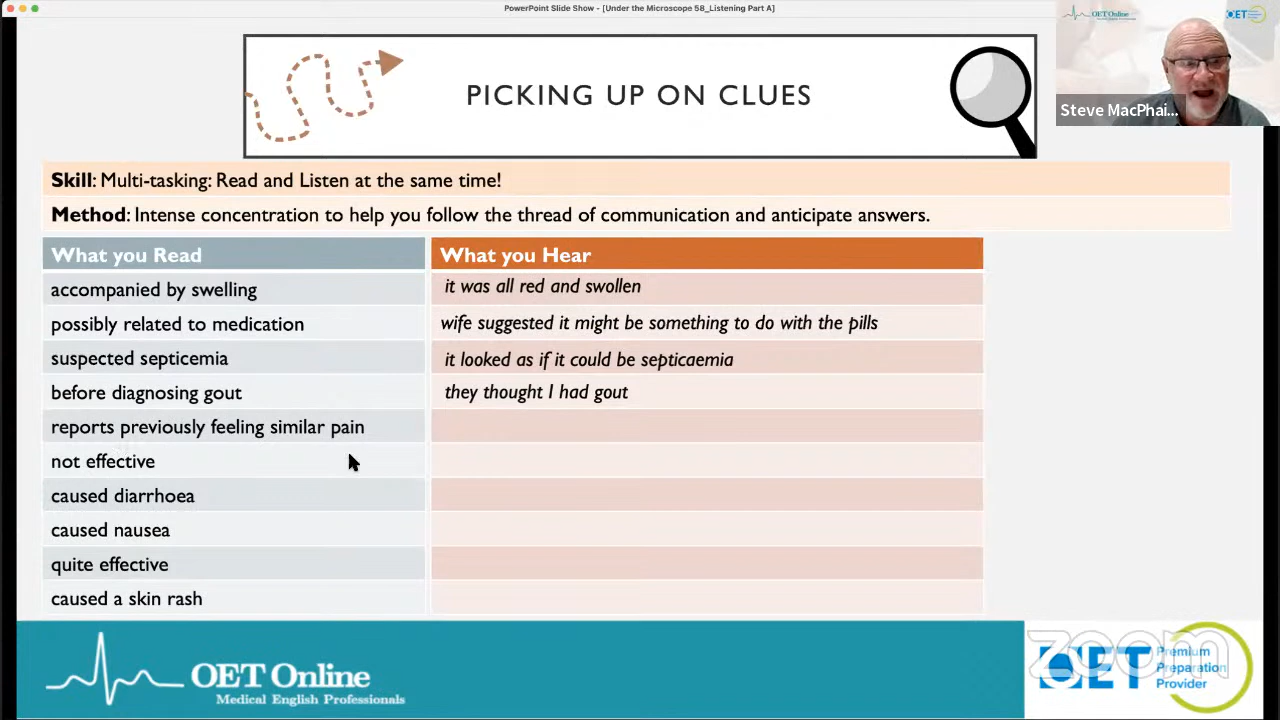 PowerPoint Slide Show - [Under the Microscope 58_Listening Part A]
OET Online
OET
PICKING UP ON CLUES
Steve MacPhai...
Skill: Multi-tasking: Read and Listen at the same time!
Method: Intense concentration to help you follow the thread of communication and anticipate answers.
What you Read
What you Hear
accompanied by swelling
it was all red and swollen
possibly related to medication
wife suggested it might be something to do with the pills
suspected septicemia
it looked as if it could be septicaemia
before diagnosing gout
they thought I had gout
reports previously feeling similar pain
not effective
caused diarrhoea
caused nausea
quite effective
caused a skin rash
OET Online
Medical English Professionals
zoom
OET
Premium
Preparation
Provider